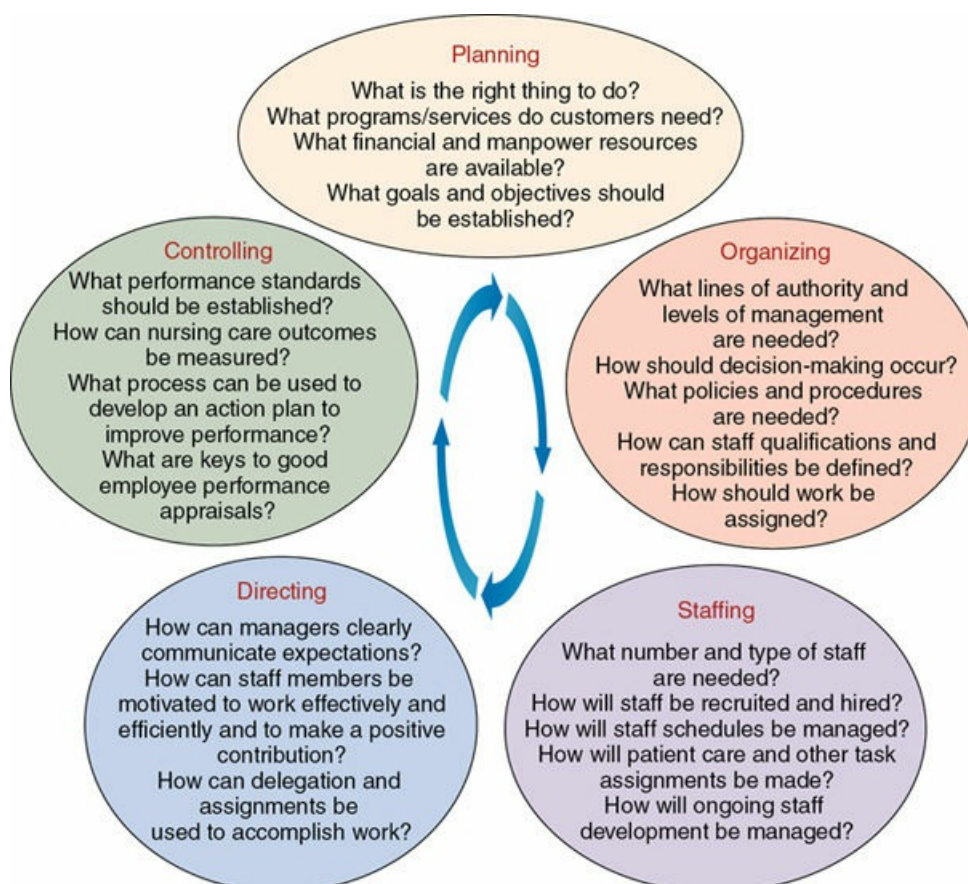 Planning
What is the right thing to do?
What programs/services do customers need?
What financial and manpower resources
are available?
What goals and objectives should
be established?
Controlling
What performance standards
should be established?
How can nursing care outcomes
be measured?
What process can be used to
develop an action plan to
improve performance?
What are keys to good
employee performance
appraisals?
Organizing
What lines of authority and
levels of management
are needed?
How should decision-making occur?
What policies and procedures
are needed?
How can staff qualifications and
responsibilities be defined?
How should work be
assigned?
Directing
How can managers clearly
communicate expectations?
How can staff members be
motivated to work effectively and
efficiently and to make a positive
contribution?
How can delegation and
assignments be
used to accomplish work?
Staffing
What number and type of staff
are needed?
How will staff be recruited and hired?
How will staff schedules be managed?
How will patient care and other task
assignments be made?
How will ongoing staff
development be managed?